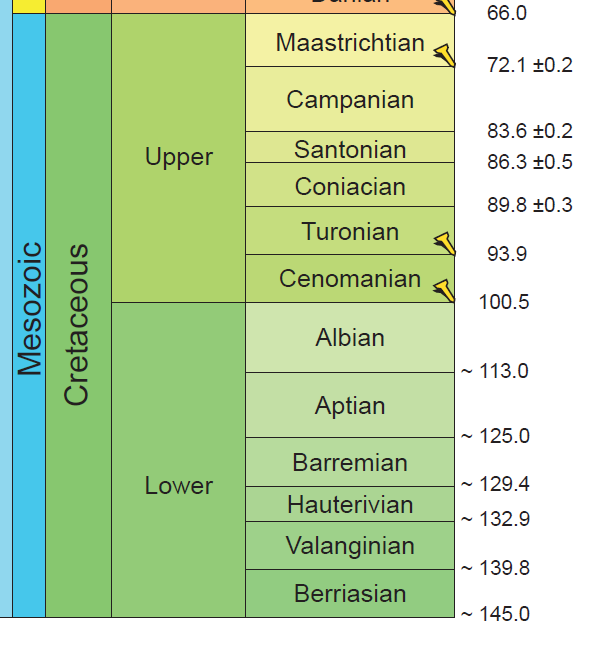 Danian
66.0
Maastrichtian
72.1 ±0.2
Campanian
83.6 ±0.2
Santonian
86.3 ±0.5
Coniacian
89.8 ±0.3
Turonian
93.9
Cenomanian
100.5
Upper
Albian
~ 113.0
Aptian
~ 125.0
Barremian
~ 129.4
Hauterivian
~ 132.9
Valanginian
~ 139.8
Berriasian
~ 145.0
Lower
Cretaceous
Mesozoic